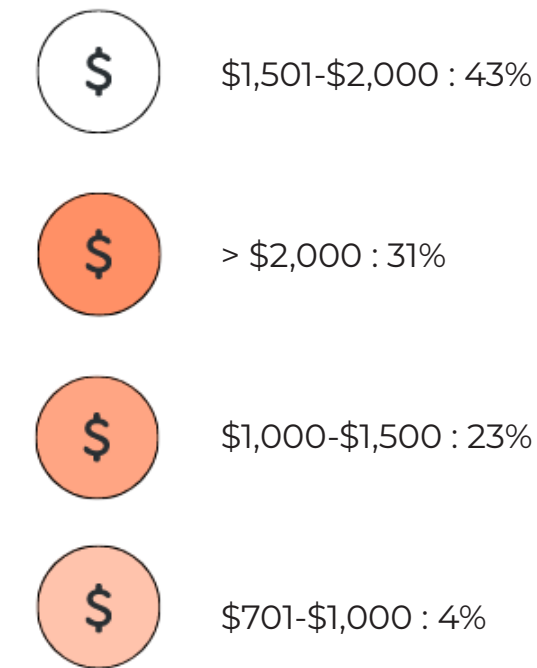 $
$1,501-$2,000 : 43%
$
> $2,000 : 31%
$
$1,000-$1,500 : 23%
$
$701-$1,000 : 4%